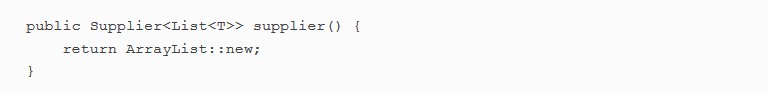 public Supplier<List<T>> supplier() {
    return ArrayList::new;
}